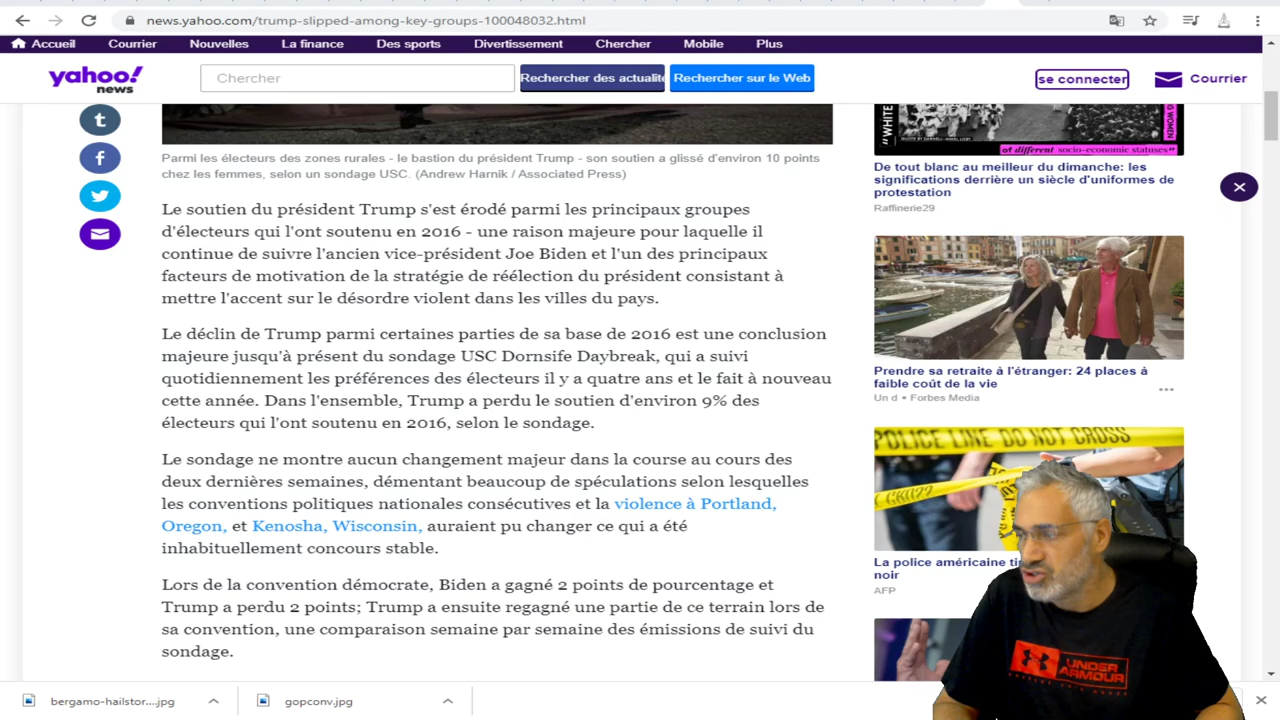 news.yahoo.com/trump-slipped-among-key-groups-100048032.html
Accueil Courrier Nouvelles La finance Des sports Divertissement Chercher Mobile Plus
yahoo!
news
Chercher
Rechercher des actualité
Rechercher sur le Web
se connecter
Courrier
Parmi les électeurs des zones rurales - le bastion du président Trump - son soutien a glissé d'environ 10 points
chez les femmes, selon un sondage USC. (Andrew Harnik / Associated Press)
Le soutien du président Trump s'est érodé parmi les principaux groupes
d'électeurs qui l'ont soutenu en 2016 - une raison majeure pour laquelle il
continue de suivre l'ancien vice-président Joe Biden et l'un des principaux
facteurs de motivation de la stratégie de réélection du président consistant à
mettre l'accent sur le désordre violent dans les villes du pays.
Le déclin de Trump parmi certaines parties de sa base de 2016 est une conclusion
majeure jusqu'à présent du sondage USC Dornsife Daybreak, qui a suivi
quotidiennement les préférences des électeurs il y a quatre ans et le fait à nouveau
cette année. Dans l'ensemble, Trump a perdu le soutien d'environ 9% des
électeurs qui l'ont soutenu en 2016, selon le sondage.
Le sondage ne montre aucun changement majeur dans la course au cours des
deux dernières semaines, démentant beaucoup de spéculations selon lesquelles
les conventions politiques nationales consécutives et la violence à Portland,
Oregon, et Kenosha, Wisconsin, auraient pu changer ce qui a été
inhabituellement concours stable.
Lors de la convention démocrate, Biden a gagné 2 points de pourcentage et
Trump a perdu 2 points; Trump a ensuite regagné une partie de ce terrain lors de
sa convention, une comparaison semaine par semaine des émissions de suivi du
sondage.
"WHITE
NG WOMEN
of different socio-economic statuses"
De tout blanc au meilleur du dimanche: les
significations derrière un siècle d'uniformes de
protestation
Raffinerie29
Prendre sa retraite à l'étranger: 24 places à
faible coût de la vie
Un d • Forbes Media
POLICE LINE DO NOT CROSS
La police américaine
noir
AFP
UNDER
ARMOUR
bergamo-hailstor....jpg
gopconv.jpg